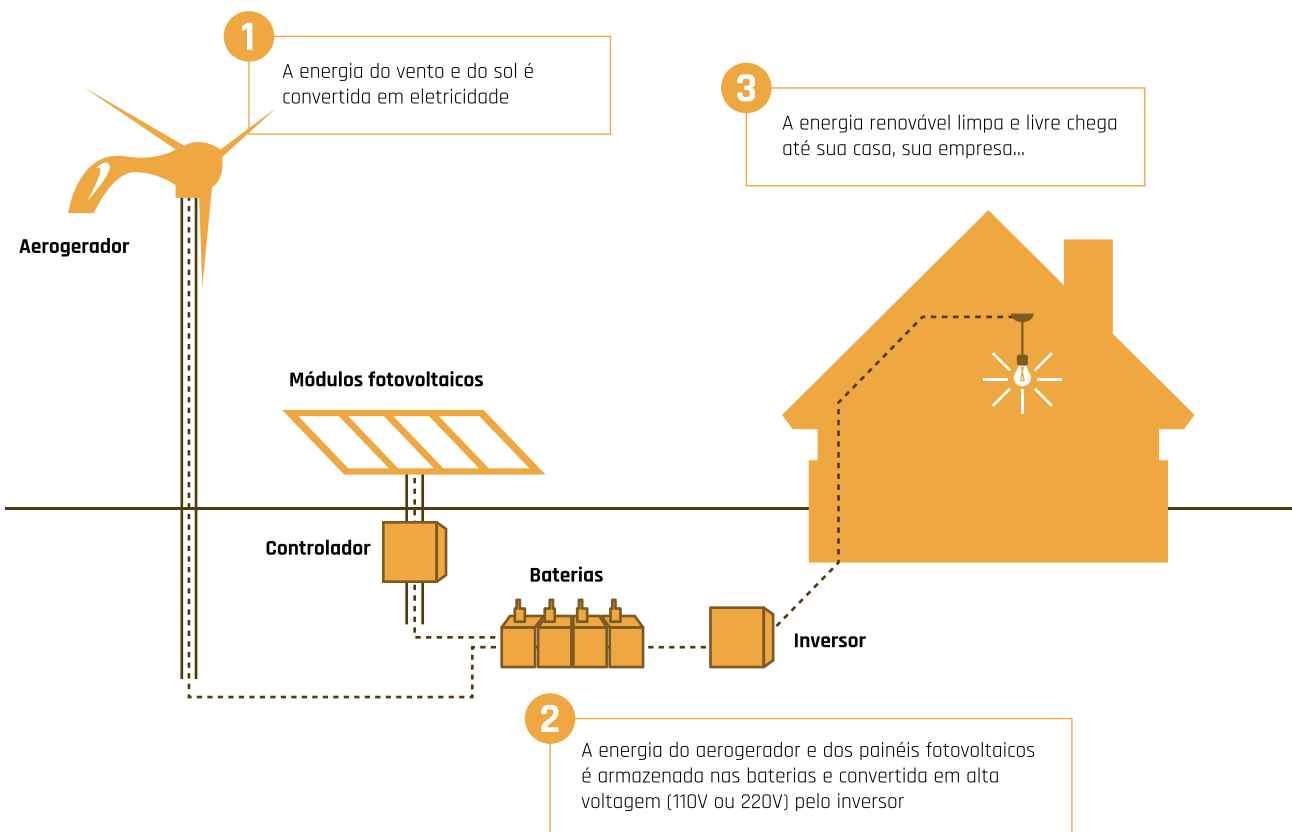 1
A energia do vento e do sol é
convertida em eletricidade
3
A energia renovável limpa e livre chega
até sua casa, sua empresa...
Aerogerador
Módulos fotovoltaicos
Controlador
Baterias
Inversor
2
A energia do aerogerador e dos painéis fotovoltaicos
é armazenada nas baterias e convertida em alta
voltagem (110V ou 220V) pelo inversor